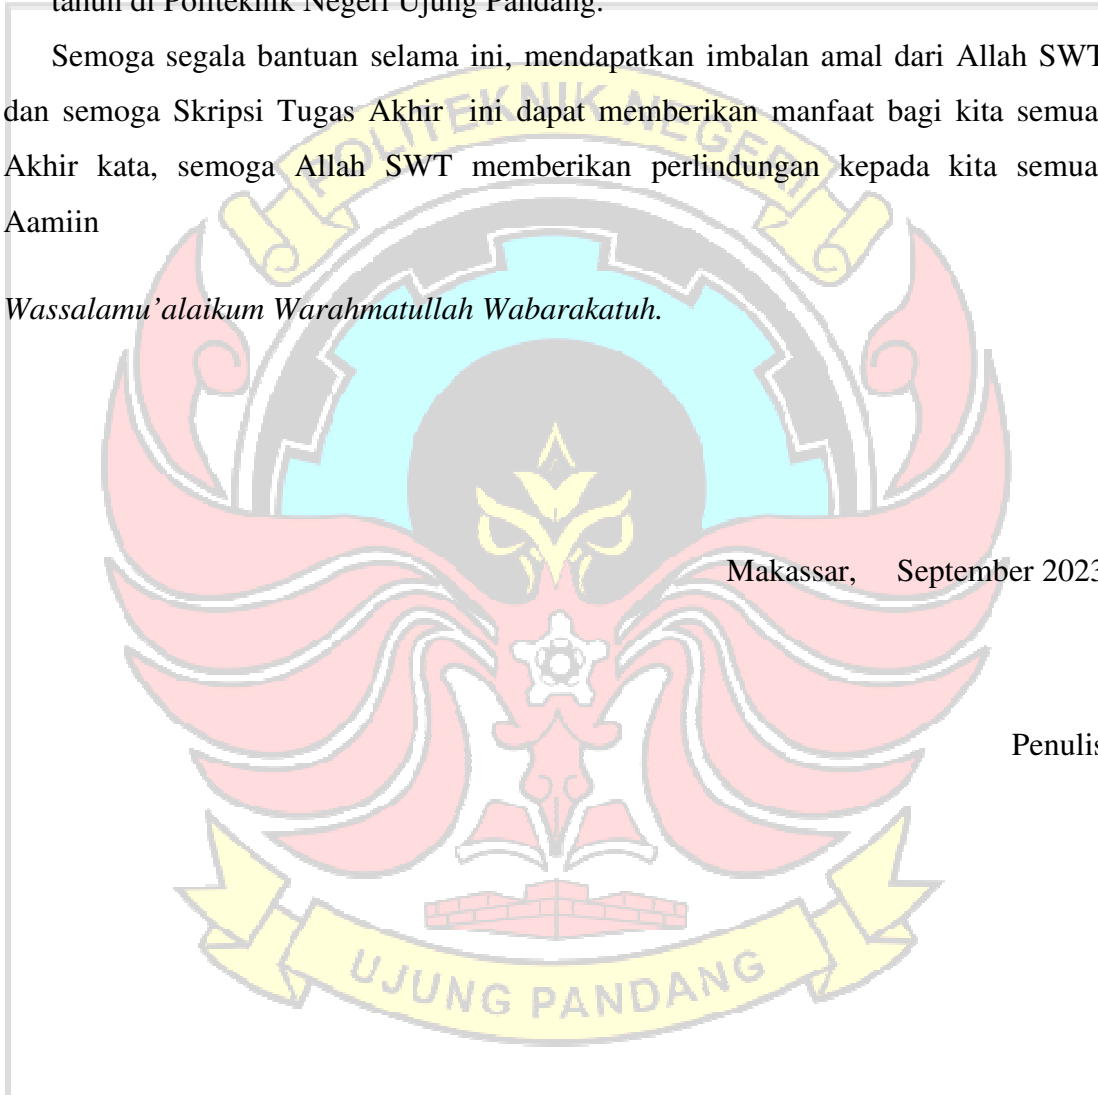 tahun di Politeknik Negeri Ujung Pandang.
Semoga segala bantuan selama ini, mendapatkan imbalan amal dari Allah SWT
dan semoga Skripsi Tugas Akhir ini dapat memberikan manfaat bagi kita semua
Akhir kata, semoga Allah SWT memberikan perlindungan kepada kita semua
Aamiin
Wassalamu’alaikum Warahmatullah Wabarakatuh.
Makassar, September 2023
Penulis
POLITEKNIK NEGERI
UJUNG PANDANG